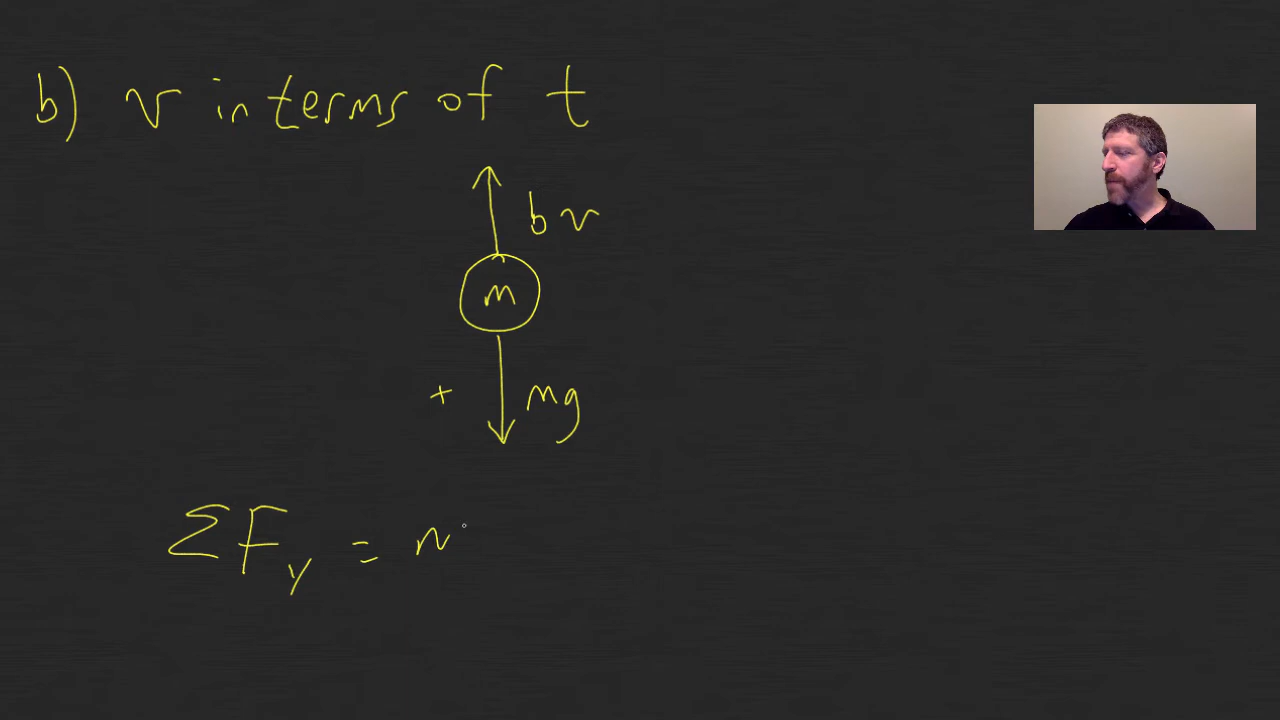 b) v in terms of t
bv
m
+ mg
ΣFy = m